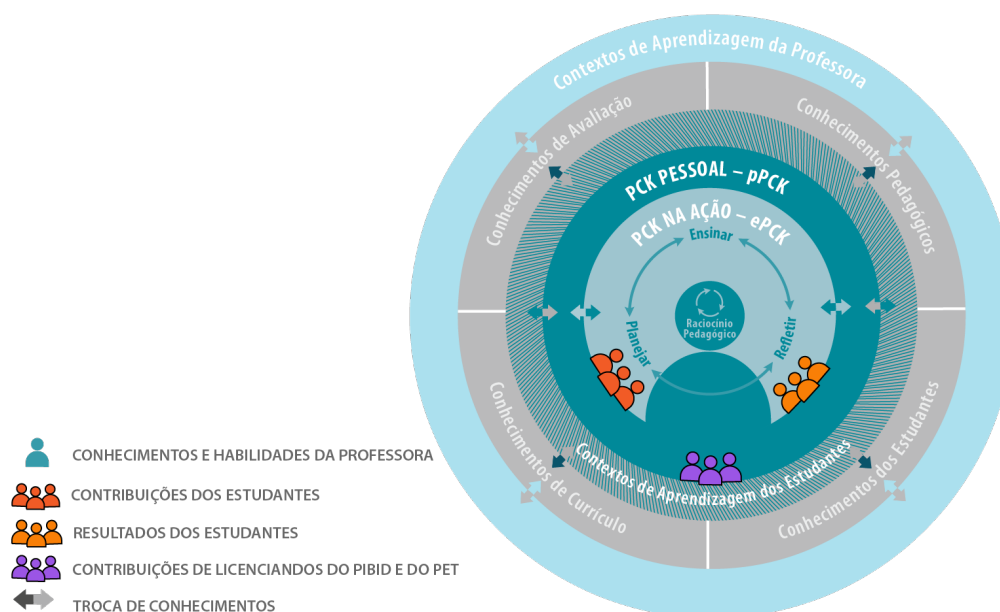 Contextos de Aprendizagem da Professora
Conhecimentos de Avaliação
Conhecimentos Pedagógicos
PCK PESSOAL – pPCK
PCK NA AÇÃO – ePCK
Ensinar
Raciocínio
Pedagógico
Planejar
Refletir
Contextos de Aprendizagem dos Estudantes
Conhecimentos de Currículo
Conhecimentos dos Estudantes
CONHECIMENTOS E HABILIDADES DA PROFESSORA
CONTRIBUIÇÕES DOS ESTUDANTES
RESULTADOS DOS ESTUDANTES
CONTRIBUIÇÕES DE LICENCIANDOS DO PIBID E DO PET
TROCA DE CONHECIMENTOS